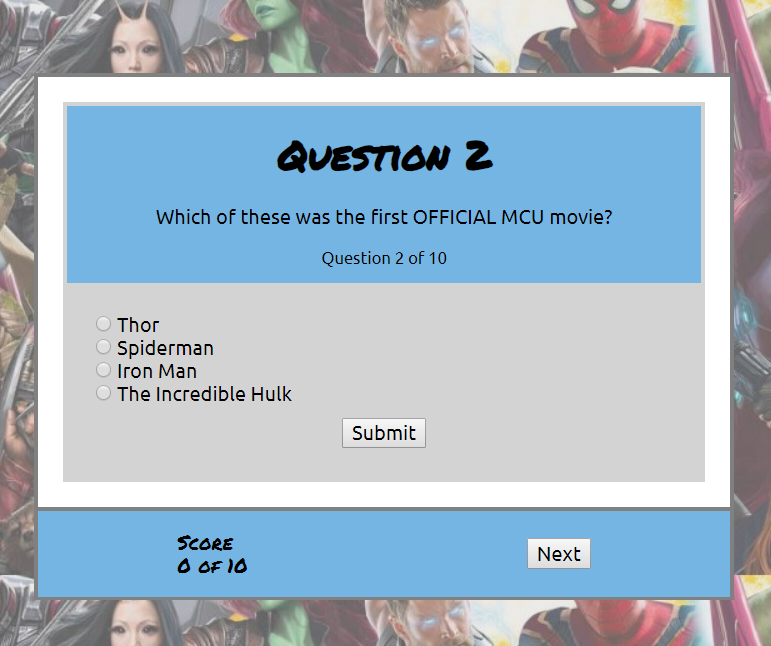 Question 2
Which of these was the first OFFICIAL MCU movie?
Question 2 of 10
Thor
Spiderman
Iron Man
The Incredible Hulk
Submit
Score
0 of 10
Next